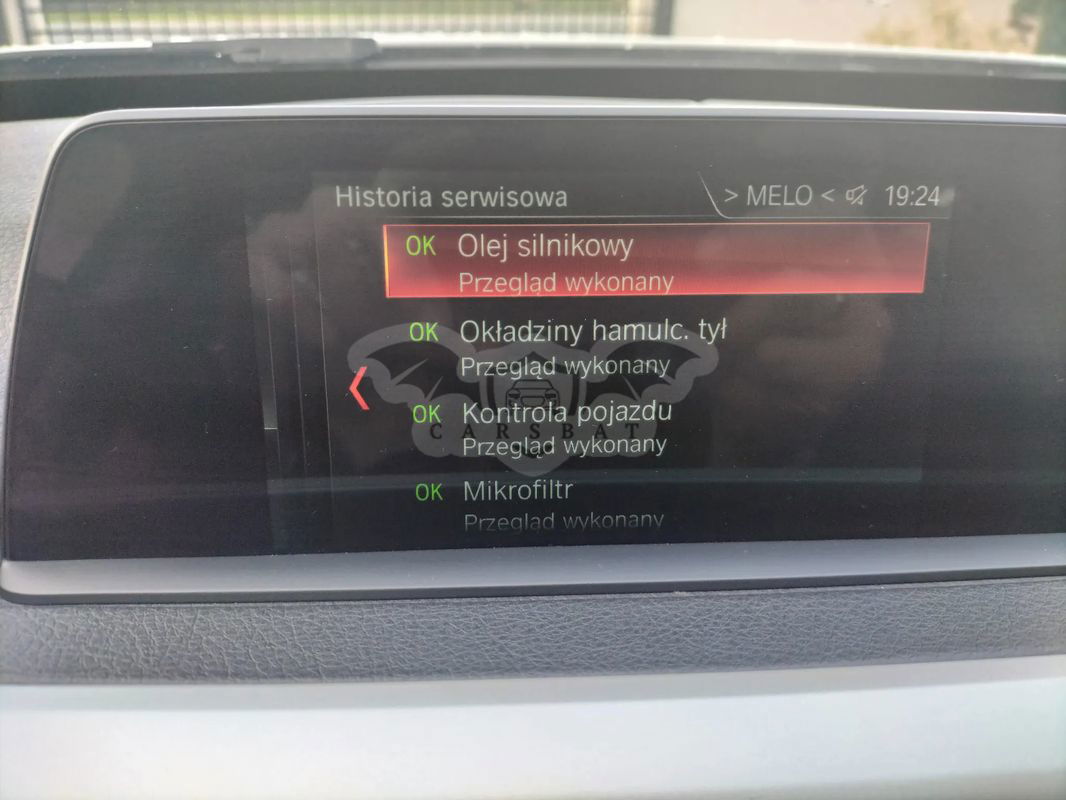 Historia serwisowa
> MELO < 19:24
OK Olej silnikowy
Przegląd wykonany
OK Okładziny hamulc. tył
Przegląd wykonany
OK Kontrola pojazdu
CARSBAT
Przegląd wykonany
OK Mikrofiltr
Przegląd wykonany